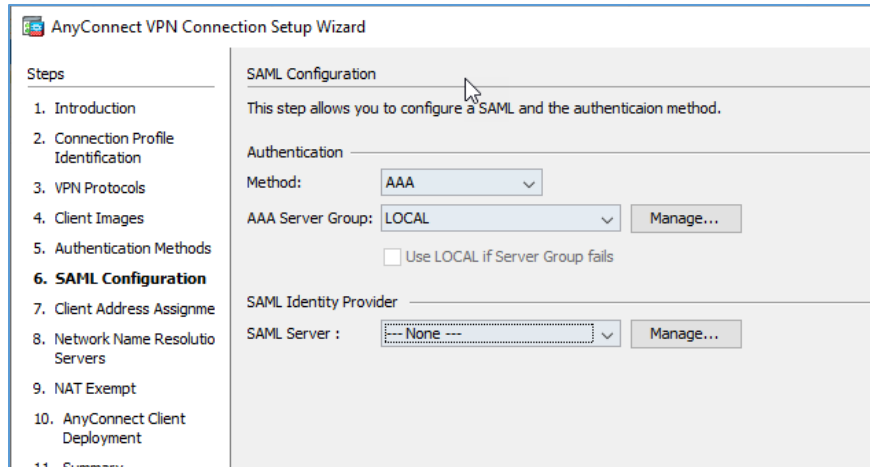 AnyConnect VPN Connection Setup Wizard
Steps
1. Introduction
2. Connection Profile
Identification
3. VPN Protocols
4. Client Images
5. Authentication Methods
6. SAML Configuration
7. Client Address Assignme
8. Network Name Resolutio
Servers
9. NAT Exempt
10. AnyConnect Client
Deployment
11. Summary
SAML Configuration
This step allows you to configure a SAML and the authenticaion method.
Authentication
Method: AAA
AAA Server Group: LOCAL Manage...
Use LOCAL if Server Group fails
SAML Identity Provider
SAML Server : --- None --- Manage...